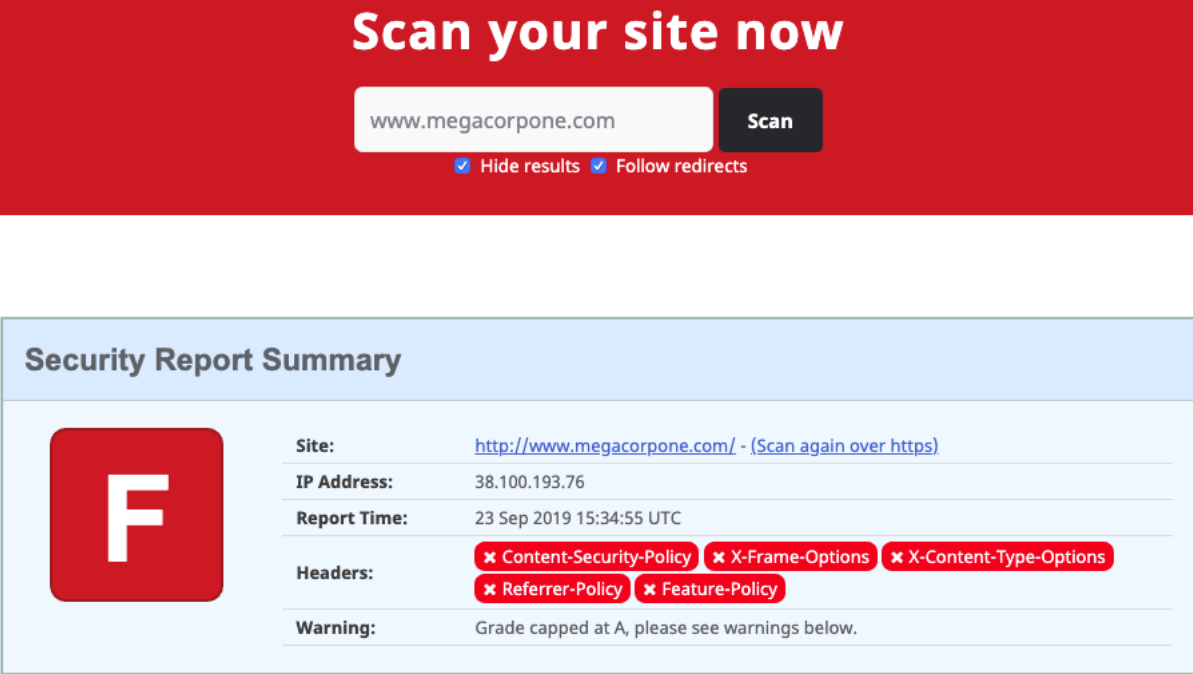 Scan your site now
www.megacorpone.com Scan
Hide results Follow redirects
Security Report Summary
F
Site: http://www.megacorpone.com/ - (Scan again over https)
IP Address: 38.100.193.76
Report Time: 23 Sep 2019 15:34:55 UTC
Headers: ✖ Content-Security-Policy ✖ X-Frame-Options ✖ X-Content-Type-Options
✖ Referrer-Policy ✖ Feature-Policy
Warning: Grade capped at A, please see warnings below.